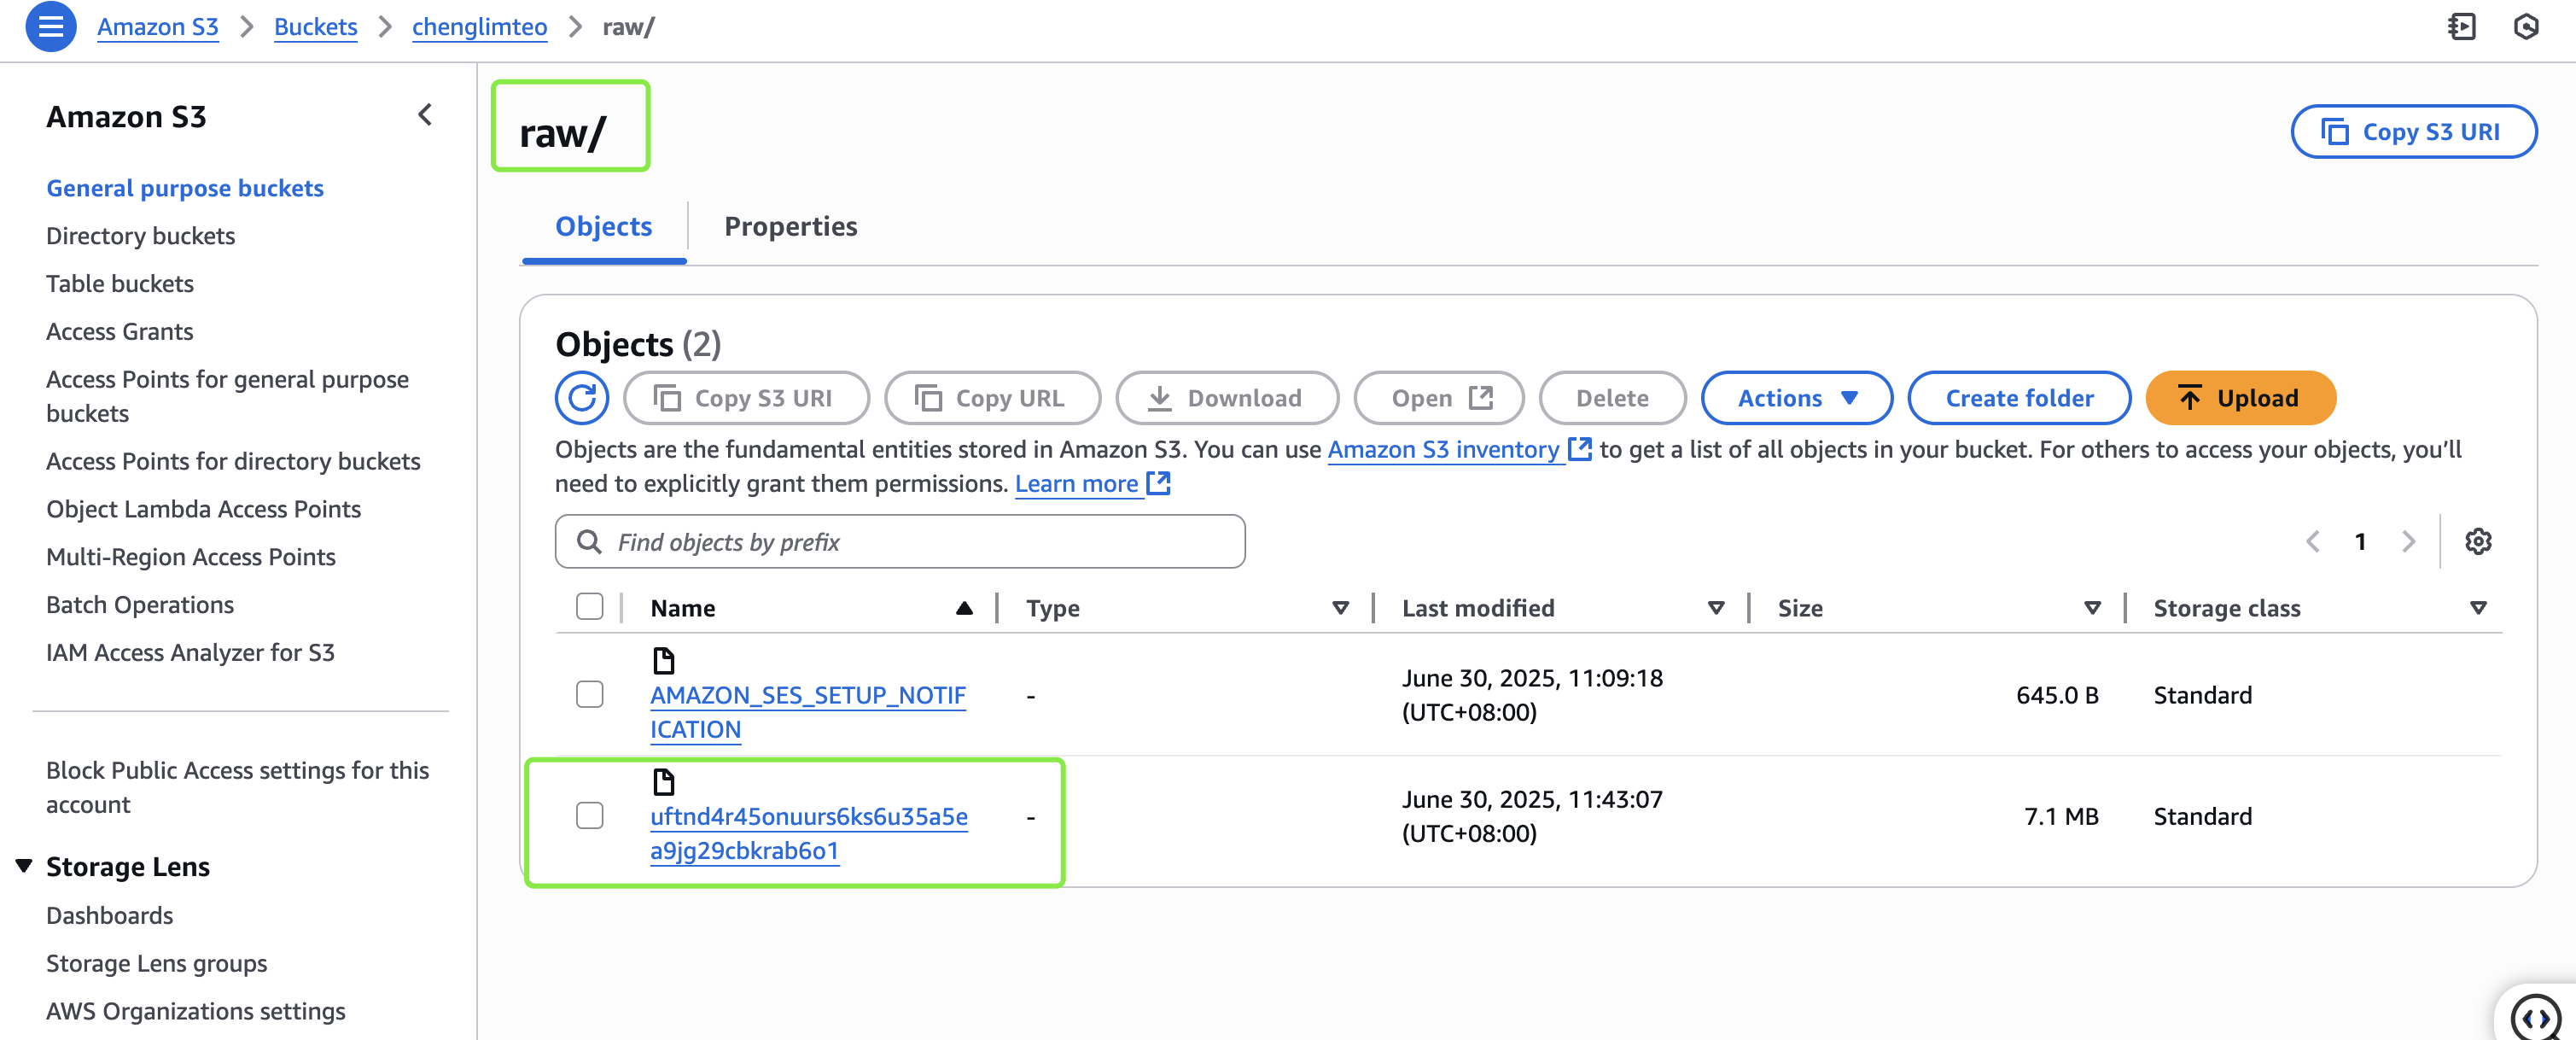 Amazon S3 > Buckets > chenglimteo > raw/
Amazon S3
General purpose buckets
Directory buckets
Table buckets
Access Grants
Access Points for general purpose
buckets
Access Points for directory buckets
Object Lambda Access Points
Multi-Region Access Points
Batch Operations
IAM Access Analyzer for S3
Block Public Access settings for this
account
Storage Lens
Dashboards
Storage Lens groups
AWS Organizations settings
raw/
Copy S3 URI
Objects Properties
Objects (2)
Copy S3 URI Copy URL Download Open Delete Actions Create folder Upload
Objects are the fundamental entities stored in Amazon S3. You can use Amazon S3 inventory to get a list of all objects in your bucket. For others to access your objects, you’ll
need to explicitly grant them permissions. Learn more
Find objects by prefix
1
Name Type Last modified Size Storage class
AMAZON_SES_SETUP_NOTIF
ICATION
-
June 30, 2025, 11:09:18
(UTC+08:00)
645.0 B
Standard
uftnd4r45onuurs6ks6u35a5e
a9jg29cbkrab6o1
-
June 30, 2025, 11:43:07
(UTC+08:00)
7.1 MB
Standard